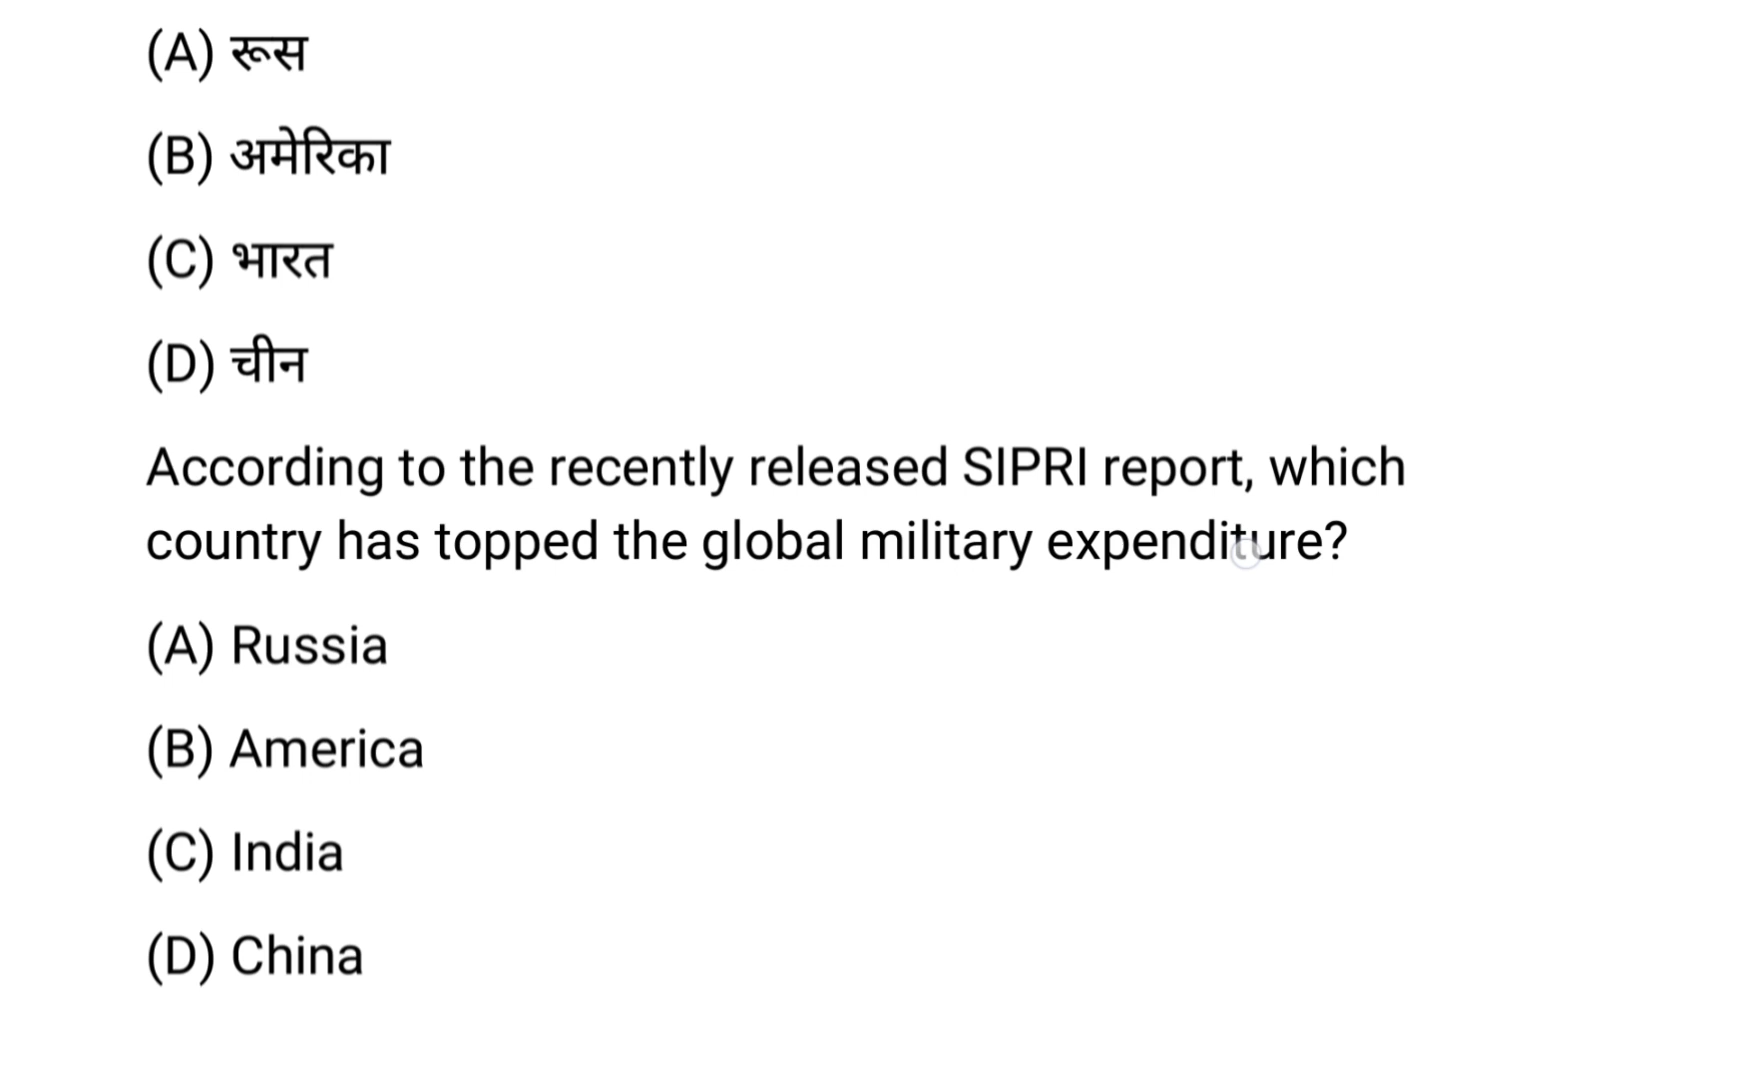 (A) रूस
(B) अमेरिका
(C) भारत
(D) चीन
According to the recently released SIPRI report, which
country has topped the global military expenditure?
(A) Russia
(B) America
(C) India
(D) China